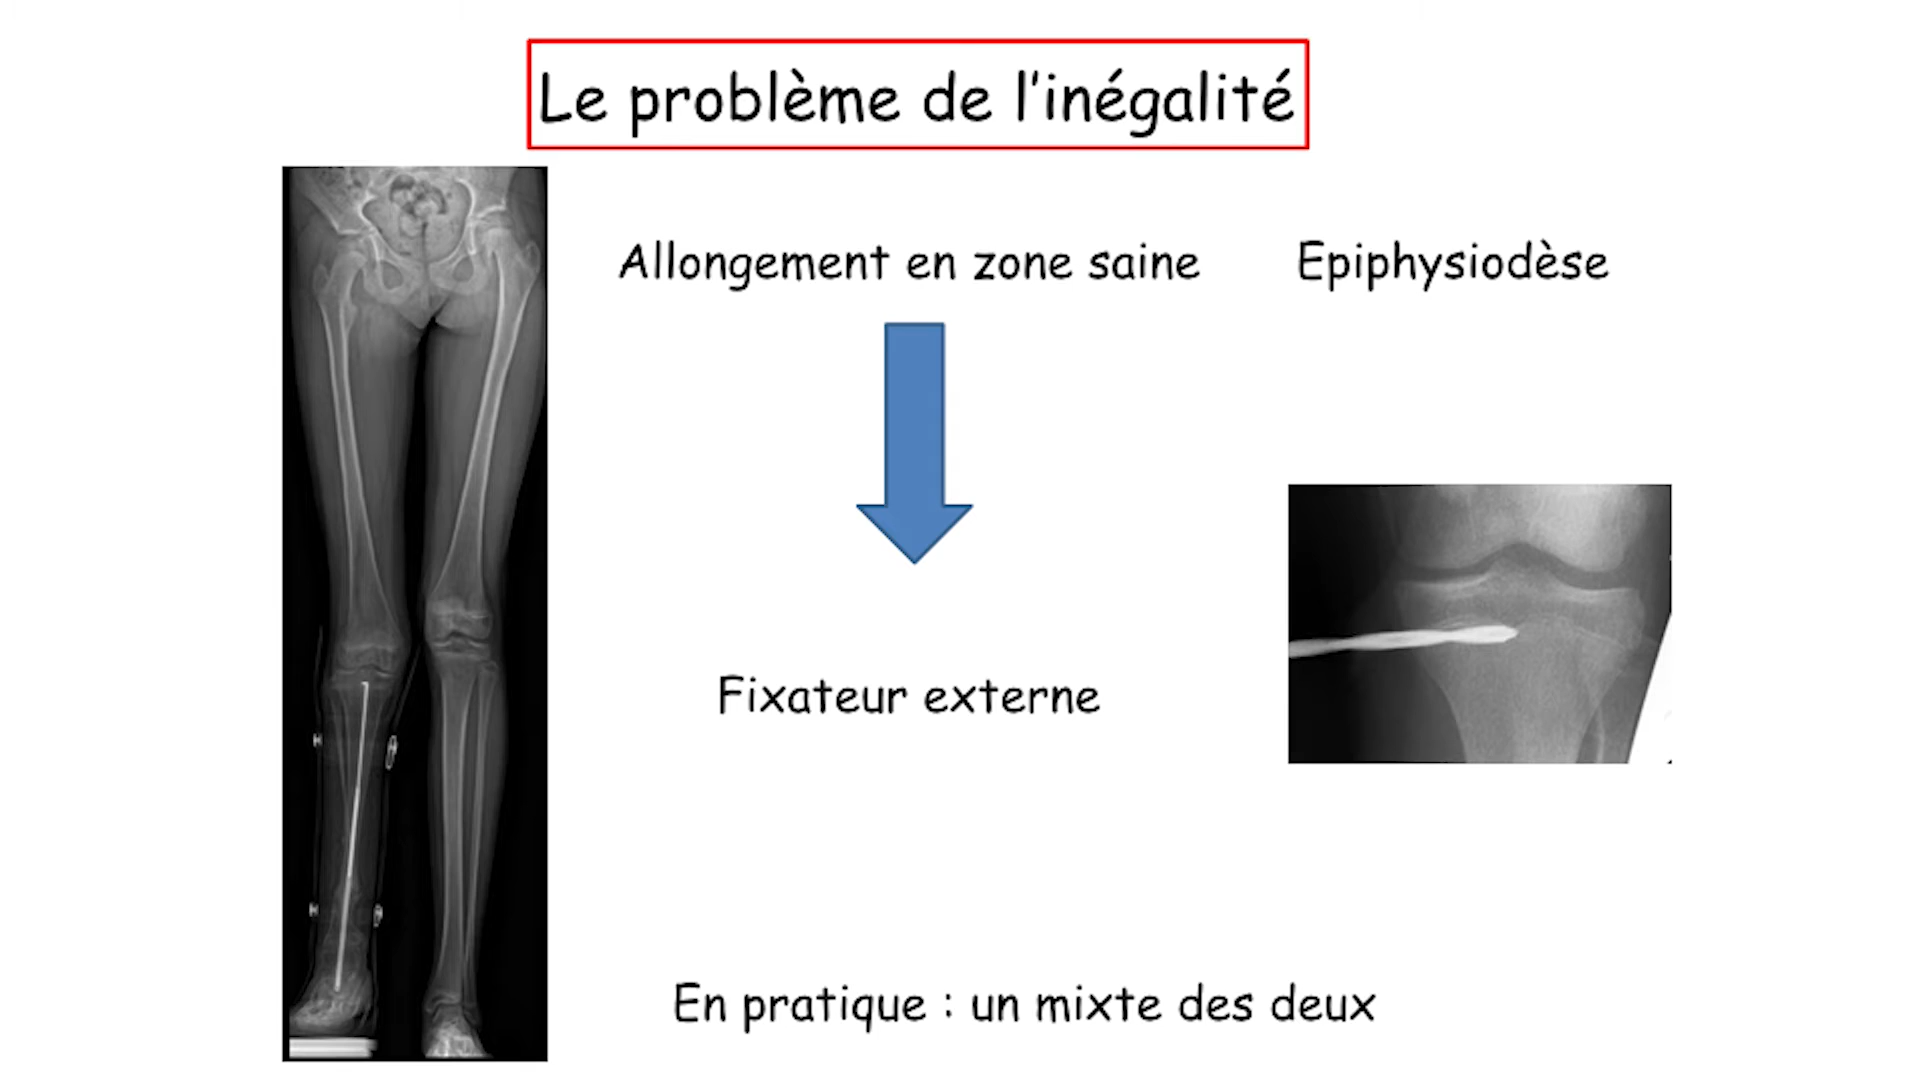 Le problème de l'inégalité
Allongement en zone saine
Epiphysiodèse
Fixateur externe
En pratique : un mixte des deux